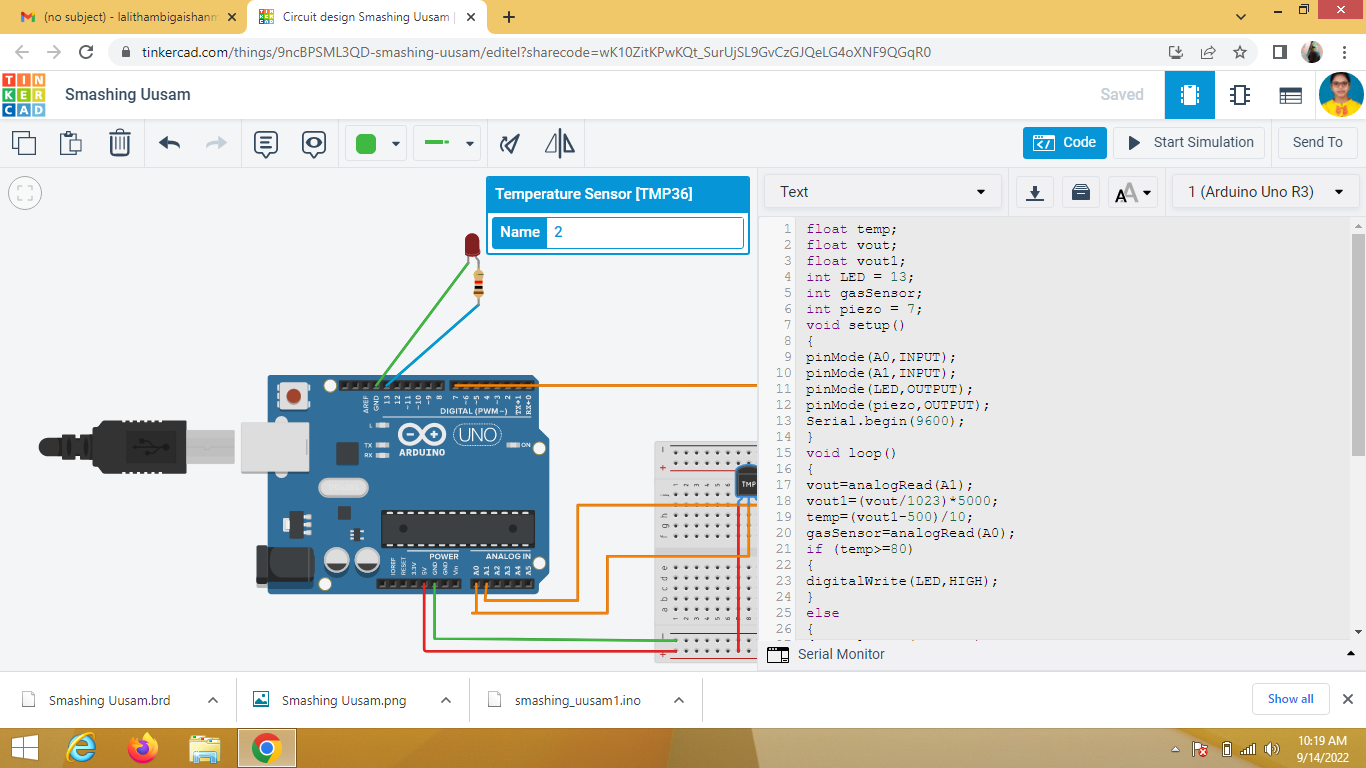 (no subject) - lalithambigaishanm
Circuit design Smashing Uusam |
tinkercad.com/things/9ncBPSML3QD-smashing-uusam/editel?sharecode=wK10ZitKPwKQt_SurUjSL9GvCzGJQeLG4oXNF9QGqR0
TIN
KER
CAD
Smashing Uusam
Saved
Code
Start Simulation
Send To
Temperature Sensor [TMP36]
Name 2
Text
1 (Arduino Uno R3)
1 float temp;
2 float vout;
3 float vout1;
4 int LED = 13;
5 int gasSensor;
6 int piezo = 7;
7 void setup()
8 {
9 pinMode(A0,INPUT);
10 pinMode(A1,INPUT);
11 pinMode(LED,OUTPUT);
12 pinMode(piezo,OUTPUT);
13 Serial.begin(9600);
14 }
15 void loop()
16 {
17 vout=analogRead(A1);
18 vout1=(vout/1023)*5000;
19 temp=(vout1-500)/10;
20 gasSensor=analogRead(A0);
21 if (temp>=80)
22 {
23 digitalWrite(LED,HIGH);
24 }
25 else
26 {
AREF GND 13 12 ~11 ~10 ~9 8 7 ~6 ~5 4 ~3 2 TX→1 RX←0
DIGITAL (PWM~)
L
TX
RX
ARDUINO
UNO
ON
POWER
ANALOG IN
IOREF RESET 3.3V 5V GND GND Vin A0 A1 A2 A3 A4 A5
TMP
Serial Monitor
Smashing Uusam.brd
Smashing Uusam.png
smashing_uusam1.ino
Show all
10:19 AM
9/14/2022